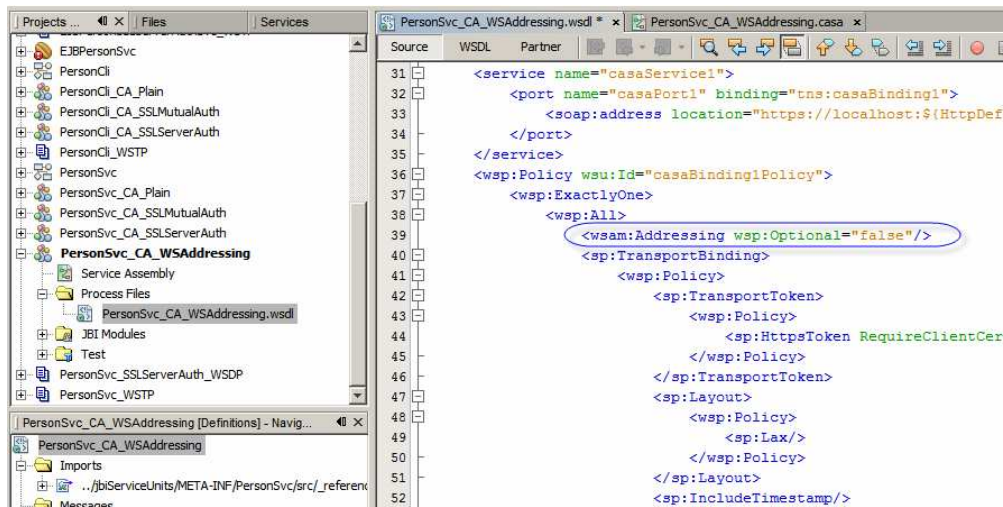 Projects ...
Files
Services
EJBPersonSvc
PersonCli
PersonCli_CA_Plain
PersonCli_CA_SSLMutualAuth
PersonCli_CA_SSLServerAuth
PersonCli_WSTP
PersonSvc
PersonSvc_CA_Plain
PersonSvc_CA_SSLMutualAuth
PersonSvc_CA_SSLServerAuth
PersonSvc_CA_WSAddressing
Service Assembly
Process Files
PersonSvc_CA_WSAddressing.wsdl
JBI Modules
Test
PersonSvc_SSLServerAuth_WSDP
PersonSvc_WSTP
PersonSvc_CA_WSAddressing [Definitions] - Navig...
PersonSvc_CA_WSAddressing
Imports
../jbiServiceUnits/META-INF/PersonSvc/src/_referenc
Messages
PersonSvc_CA_WSAddressing.wsdl *
PersonSvc_CA_WSAddressing.casa
Source WSDL Partner
31 <service name="casaService1">
32 <port name="casaPort1" binding="tns:casaBinding1">
33 <soap:address location="https://localhost:${HttpDef
34 </port>
35 </service>
36 <wsp:Policy wsu:Id="casaBinding1Policy">
37 <wsp:ExactlyOne>
38 <wsp:All>
39 <wsam:Addressing wsp:Optional="false"/>
40 <sp:TransportBinding>
41 <wsp:Policy>
42 <sp:TransportToken>
43 <wsp:Policy>
44 <sp:HttpsToken RequireClientCer
45 </wsp:Policy>
46 </sp:TransportToken>
47 <sp:Layout>
48 <wsp:Policy>
49 <sp:Lax/>
50 </wsp:Policy>
51 </sp:Layout>
52 <sp:IncludeTimestamp/>